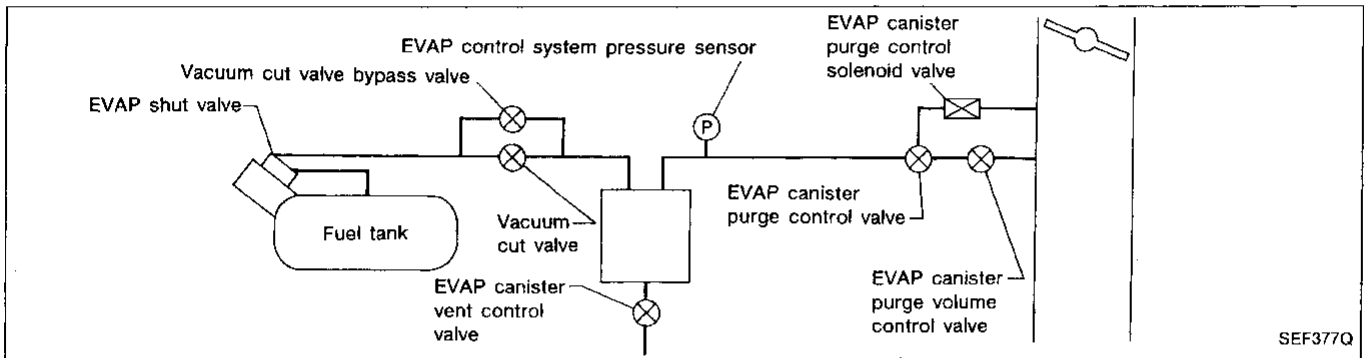 EVAP canister
purge control
solenoid valve
EVAP control system pressure sensor
Vacuum cut valve bypass valve
EVAP shut valve
P
EVAP canister
purge control valve
Fuel tank
Vacuum
cut valve
EVAP canister
vent control
valve
EVAP canister
purge volume
control valve
SEF377Q